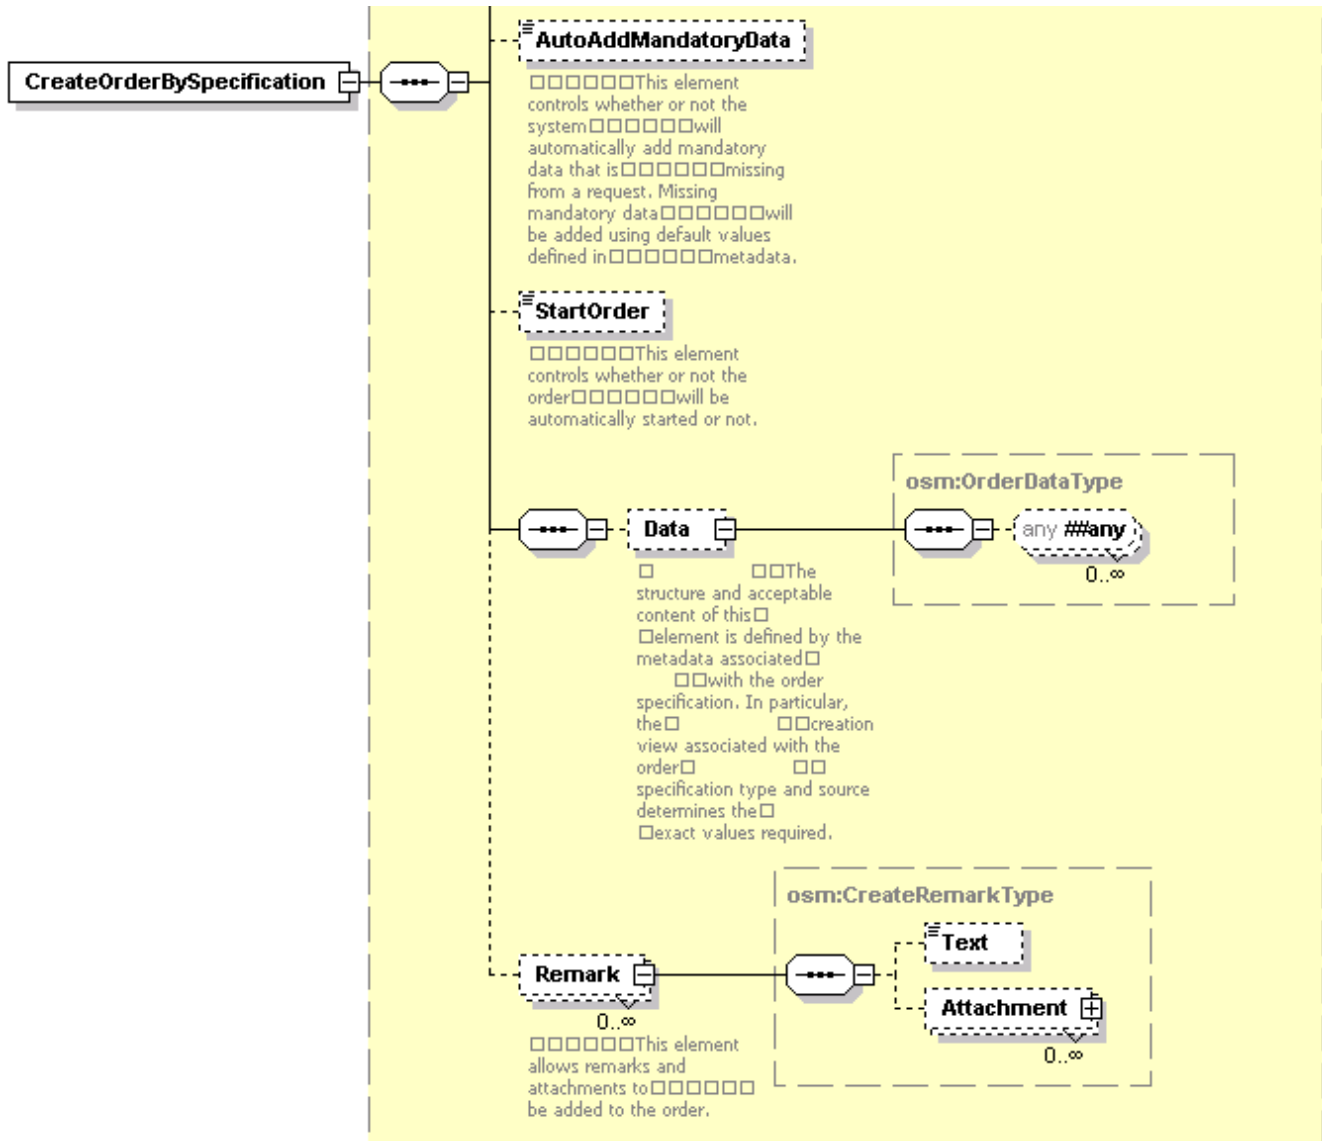 AutoAddMandatoryData
CreateOrderBySpecification
□□□□□□This element
controls whether or not the
system□□□□□□will
automatically add mandatory
data that is□□□□□□missing
from a request. Missing
mandatory data□□□□□□will
be added using default values
defined in□□□□□□metadata.
StartOrder
□□□□□□This element
controls whether or not the
order□□□□□□will be
automatically started or not.
osm:OrderDataType
Data
any ##any
0..∞
□ □□The
structure and acceptable
content of this□
□element is defined by the
metadata associated□
□□with the order
specification. In particular,
the□ □□creation
view associated with the
order□ □□
specification type and source
determines the□
□exact values required.
osm:CreateRemarkType
Text
Remark
0..∞
Attachment
0..∞
□□□□□□This element
allows remarks and
attachments to□□□□□□
be added to the order.